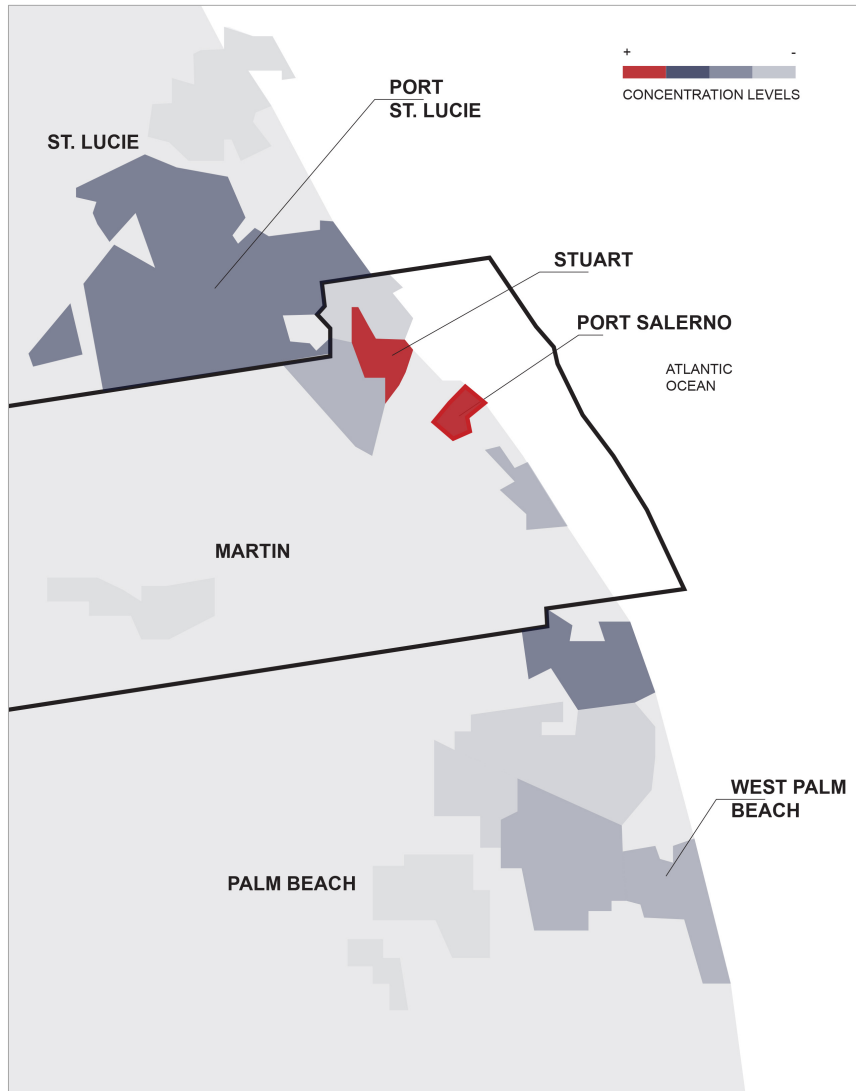 + -
CONCENTRATION LEVELS
PORT
ST. LUCIE
ST. LUCIE
STUART
PORT SALERNO
ATLANTIC
OCEAN
MARTIN
WEST PALM
BEACH
PALM BEACH